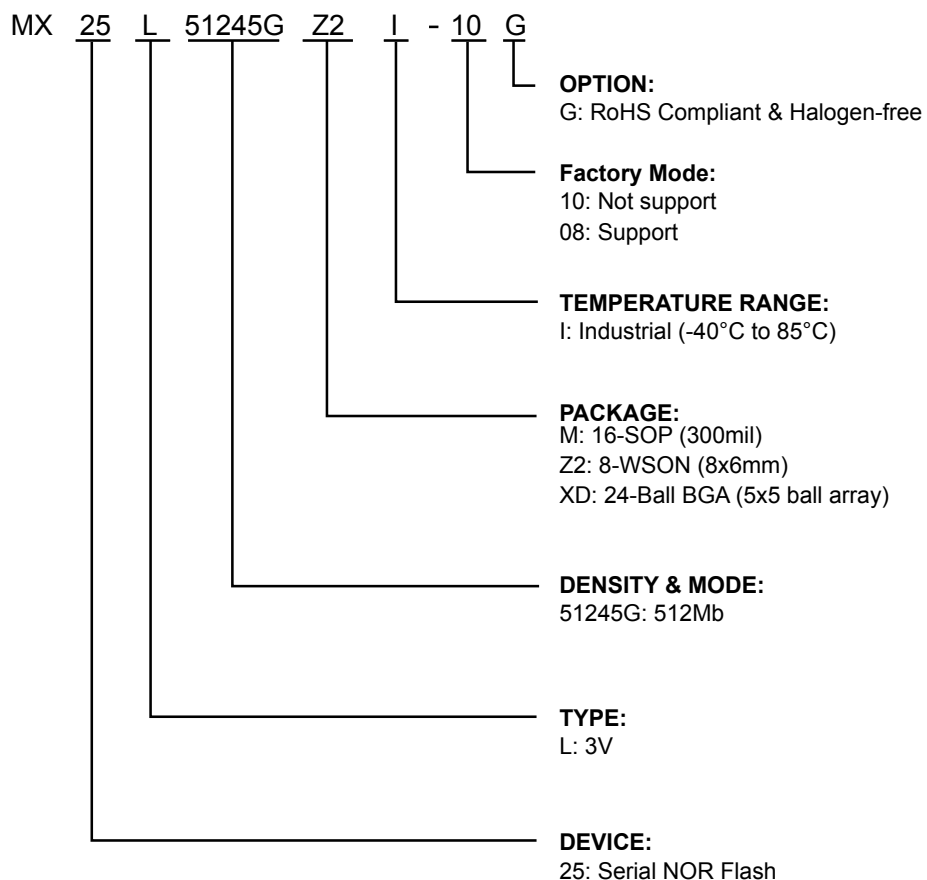 MX 25 L 51245G Z2 I - 10 G
OPTION:
G: RoHS Compliant & Halogen-free
Factory Mode:
10: Not support
08: Support
TEMPERATURE RANGE:
I: Industrial (-40°C to 85°C)
PACKAGE:
M: 16-SOP (300mil)
Z2: 8-WSON (8x6mm)
XD: 24-Ball BGA (5x5 ball array)
DENSITY & MODE:
51245G: 512Mb
TYPE:
L: 3V
DEVICE:
25: Serial NOR Flash